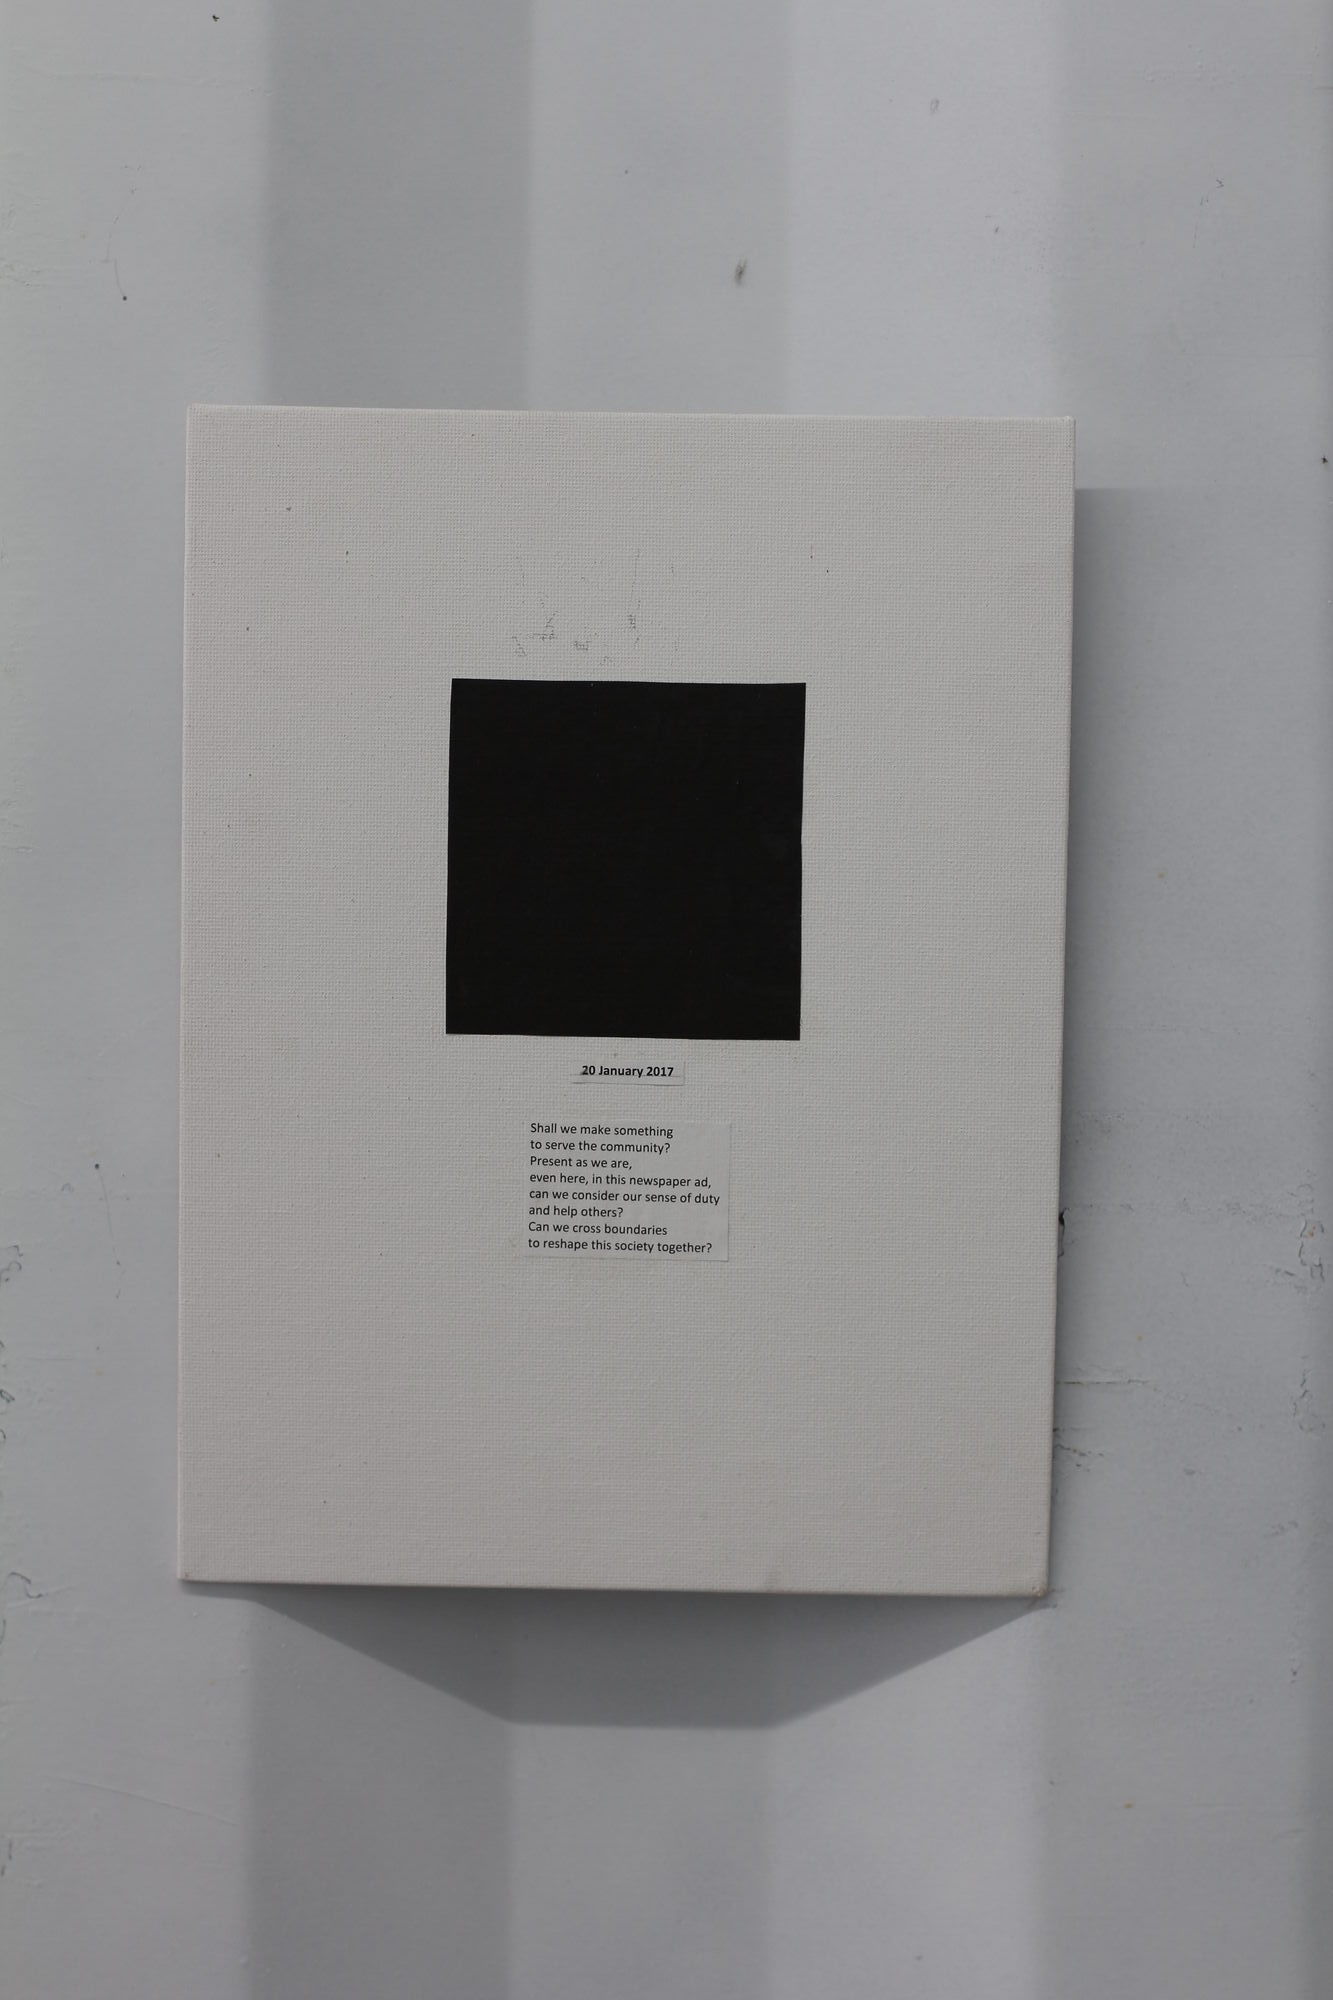 20 January 2017
Shall we make something
to serve the community?
Present as we are,
even here, in this newspaper ad,
can we consider our sense of duty
and help others?
Can we cross boundaries
to reshape this society together?